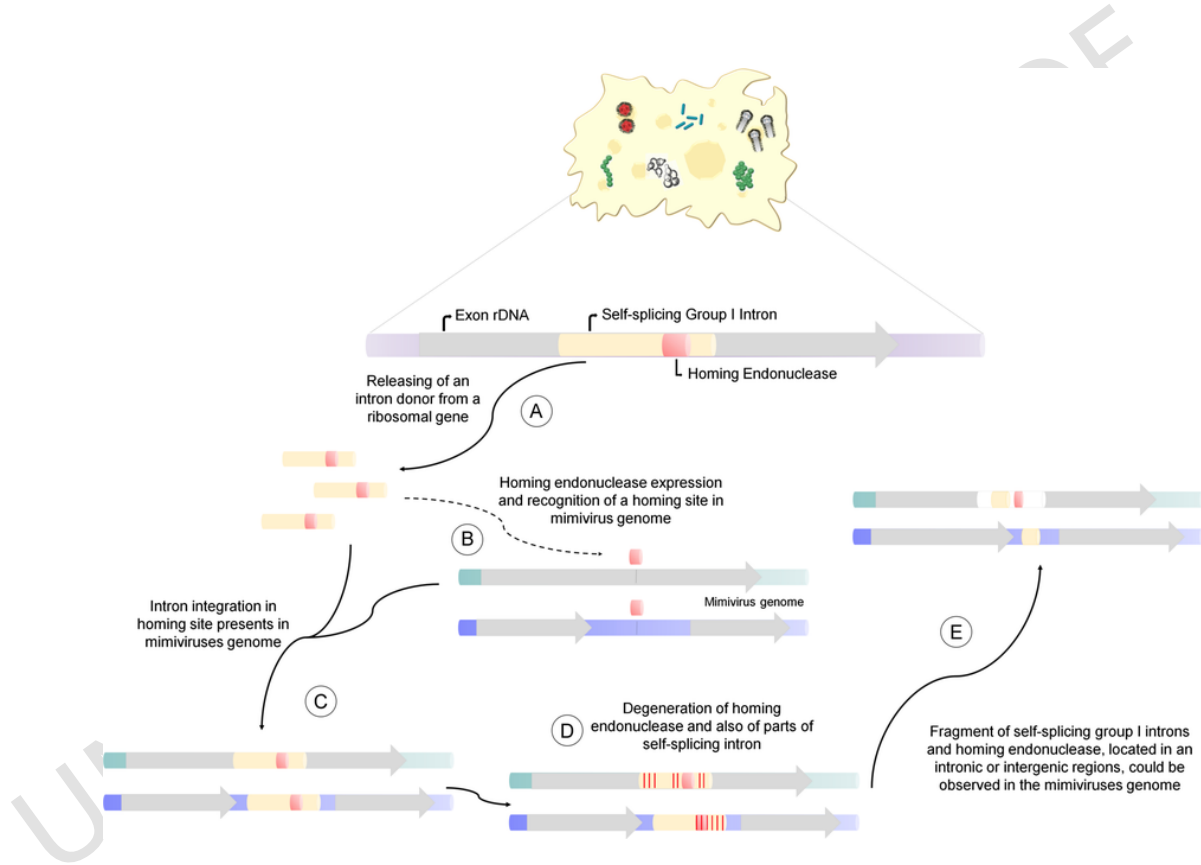 Exon rDNA
Self-splicing Group I Intron
Homing Endonuclease
Releasing of an
intron donor from a
ribosomal gene
A
Homing endonuclease expression
and recognition of a homing site in
mimivirus genome
B
Mimivirus genome
Intron integration in
homing site presents in
mimiviruses genome
C
Degeneration of homing
endonuclease and also of parts of
self-splicing intron
D
E
Fragment of self-splicing group I introns
and homing endonuclease, located in an
intronic or intergenic regions, could be
observed in the mimiviruses genome